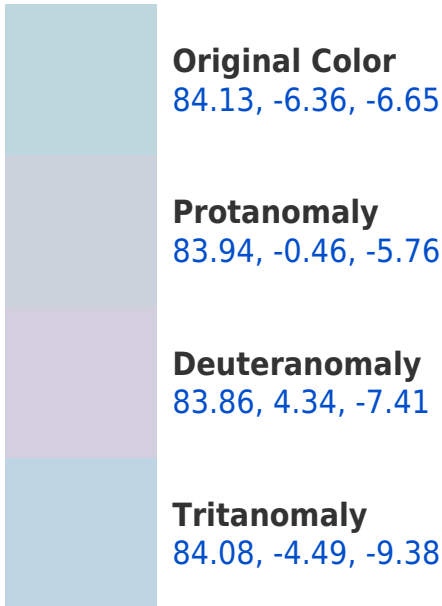 Original Color
84.13, -6.36, -6.65
Protanomaly
83.94, -0.46, -5.76
Deuteranomaly
83.86, 4.34, -7.41
Tritanomaly
84.08, -4.49, -9.38